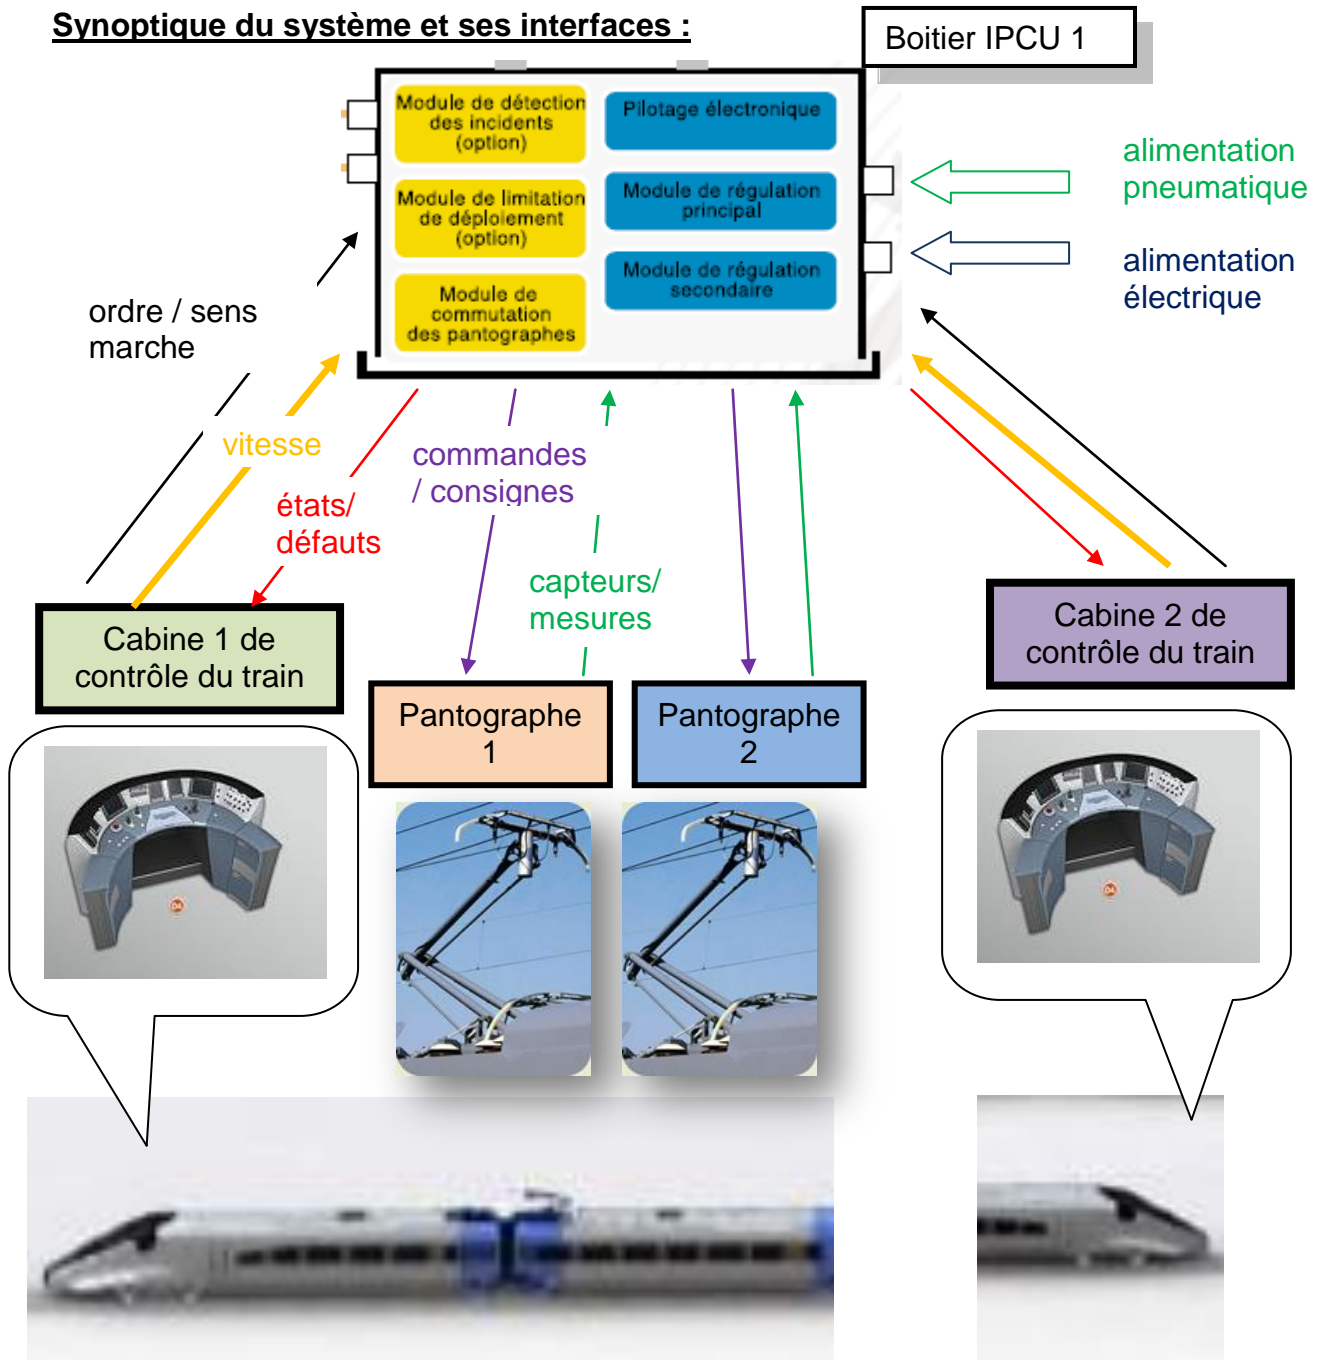 Synoptique du système et ses interfaces :
Boitier IPCU 1
Module de détection
des incidents
(option)
Pilotage électronique
Module de limitation
de déploiement
(option)
Module de régulation
principal
Module de
commutation
des pantographes
Module de régulation
secondaire
alimentation
pneumatique
alimentation
électrique
ordre / sens
marche
vitesse
états/
défauts
commandes
/ consignes
capteurs/
mesures
Cabine 1 de
contrôle du train
Pantographe
1
Pantographe
2
Cabine 2 de
contrôle du train